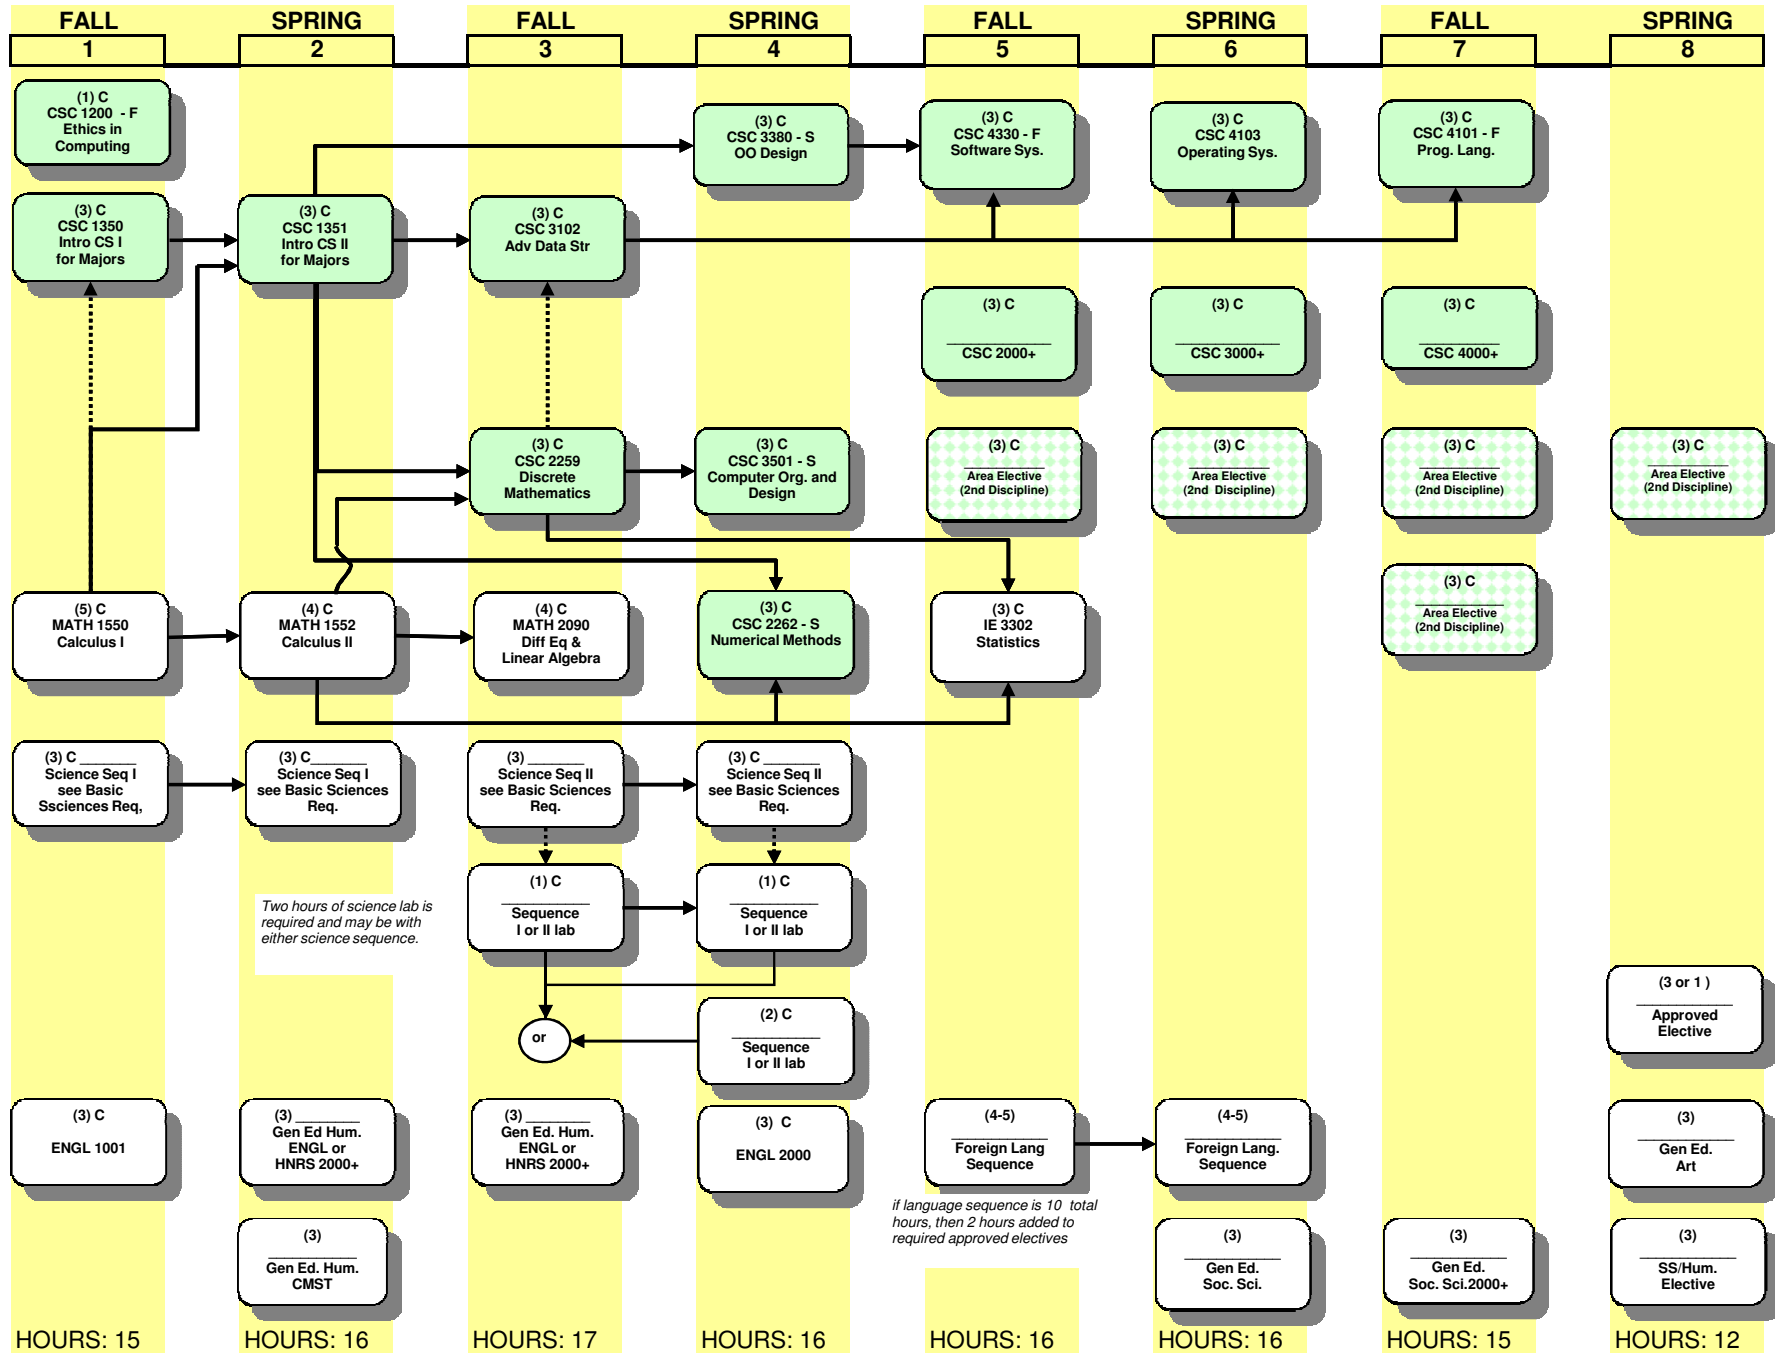 FALL
1
SPRING
2
FALL
3
SPRING
4
FALL
5
SPRING
6
FALL
7
SPRING
8
(1) C
CSC 1200 - F
Ethics in
Computing
(3) C
CSC 3380 - S
OO Design
(3) C
CSC 4330 - F
Software Sys.
(3) C
CSC 4103
Operating Sys.
(3) C
CSC 4101 - F
Prog. Lang.
(3) C
CSC 1350
Intro CS I
for Majors
(3) C
CSC 1351
Intro CS II
for Majors
(3) C
CSC 3102
Adv Data Str
(3) C
CSC 2000+
(3) C
CSC 3000+
(3) C
CSC 4000+
(3) C
CSC 2259
Discrete
Mathematics
(3) C
CSC 3501 - S
Computer Org. and
Design
(3) C
Area Elective
(2nd Discipline)
(3) C
Area Elective
(2nd Discipline)
(3) C
Area Elective
(2nd Discipline)
(3) C
Area Elective
(2nd Discipline)
(5) C
MATH 1550
Calculus I
(4) C
MATH 1552
Calculus II
(4) C
MATH 2090
Diff Eq &
Linear Algebra
(3) C
CSC 2262 - S
Numerical Methods
(3) C
IE 3302
Statistics
(3) C
Area Elective
(2nd Discipline)
(3) C _______
Science Seq I
see Basic
Ssciences Req,
(3) C_______
Science Seq I
see Basic Sciences
Req.
(3) _______
Science Seq II
see Basic Sciences
Req.
(3) C _______
Science Seq II
see Basic Sciences
Req.
Two hours of science lab is
required and may be with
either science sequence.
(1) C
Sequence
I or II lab
(1) C
Sequence
I or II lab
or
(2) C
Sequence
I or II lab
(3 or 1 )
Approved
Elective
(3) C
ENGL 1001
(3) ________
Gen Ed Hum.
ENGL or
HNRS 2000+
(3) ________
Gen Ed. Hum.
ENGL or
HNRS 2000+
(3) C
ENGL 2000
(4-5)
Foreign Lang
Sequence
(4-5)
Foreign Lang.
Sequence
(3)
Gen Ed.
Art
if language sequence is 10 total
hours, then 2 hours added to
required approved electives
(3)
Gen Ed. Hum.
CMST
(3)
Gen Ed.
Soc. Sci.
(3)
Gen Ed.
Soc. Sci.2000+
(3)
SS/Hum.
Elective
HOURS: 15
HOURS: 16
HOURS: 17
HOURS: 16
HOURS: 16
HOURS: 16
HOURS: 15
HOURS: 12